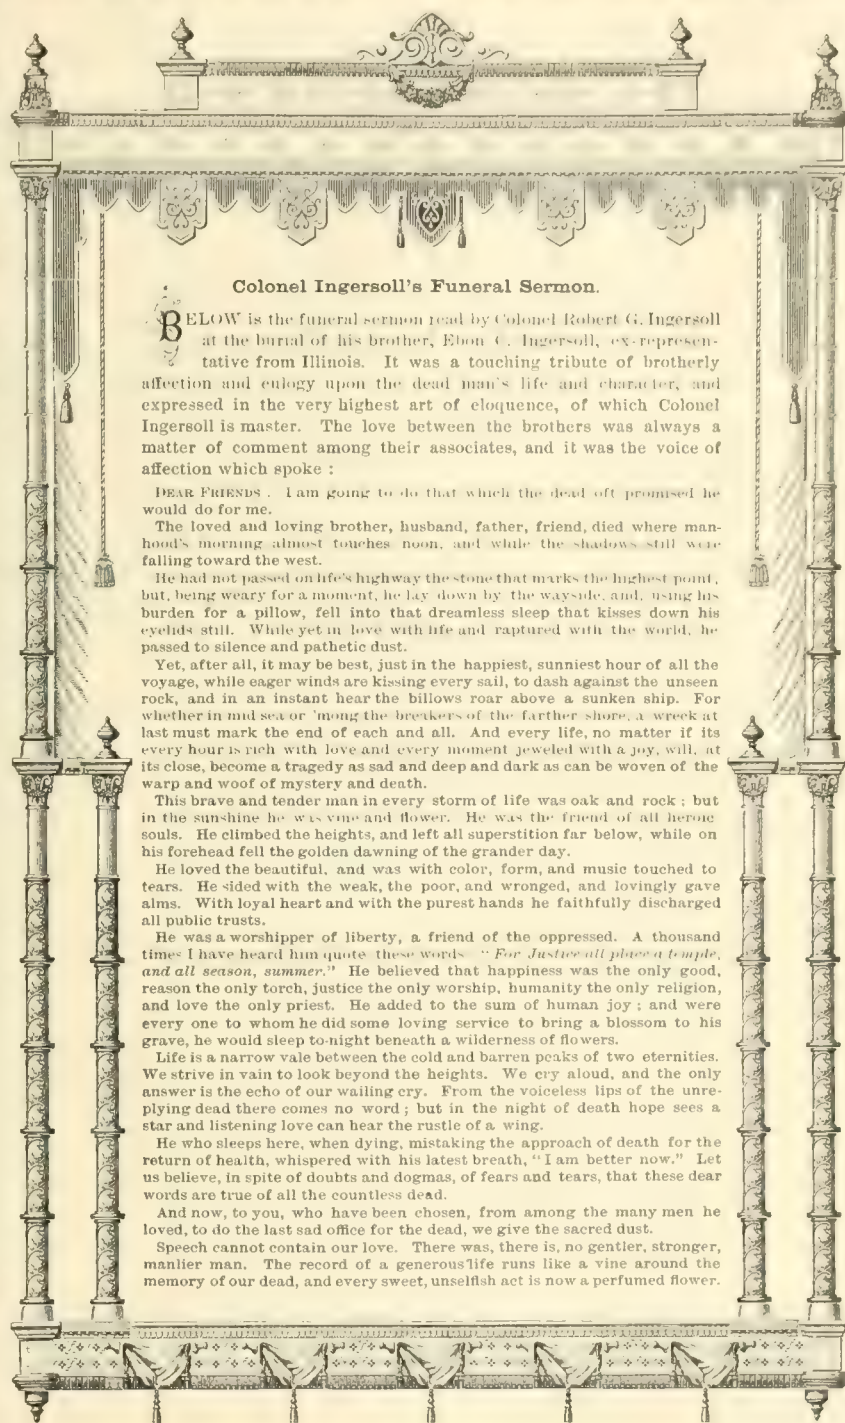 Colonel Ingersoll's Funeral Sermon.
BELOW is the funeral sermon read by Colonel Robert G. Ingersoll
at the burial of his brother, Ebon C. Ingersoll, ex-represen-
tative from Illinois. It was a touching tribute of brotherly
affection and eulogy upon the dead man's life and character, and
expressed in the very highest art of eloquence, of which Colonel
Ingersoll is master. The love between the brothers was always a
matter of comment among their associates, and it was the voice of
affection which spoke :
DEAR FRIENDS . I am going to do that which the dead oft promised he
would do for me.
The loved and loving brother, husband, father, friend, died where man-
hood's morning almost touches noon, and while the shadows still were
falling toward the west.
He had not passed on life's highway the stone that marks the highest point,
but, being weary for a moment, he lay down by the wayside, and, using his
burden for a pillow, fell into that dreamless sleep that kisses down his
eyelids still. While yet in love with life and raptured with the world, he
passed to silence and pathetic dust.
Yet, after all, it may be best, just in the happiest, sunniest hour of all the
voyage, while eager winds are kissing every sail, to dash against the unseen
rock, and in an instant hear the billows roar above a sunken ship. For
whether in mid sea or 'mong the breakers of the farther shore, a wreck at
last must mark the end of each and all. And every life, no matter if its
every hour is rich with love and every moment jeweled with a joy, will, at
its close, become a tragedy as sad and deep and dark as can be woven of the
warp and woof of mystery and death.
This brave and tender man in every storm of life was oak and rock ; but
in the sunshine he was vine and flower. He was the friend of all heroic
souls. He climbed the heights, and left all superstition far below, while on
his forehead fell the golden dawning of the grander day.
He loved the beautiful, and was with color, form, and music touched to
tears. He sided with the weak, the poor, and wronged, and lovingly gave
alms. With loyal heart and with the purest hands he faithfully discharged
all public trusts.
He was a worshipper of liberty, a friend of the oppressed. A thousand
times I have heard him quote these words "For Justice all place a temple,
and all season, summer." He believed that happiness was the only good,
reason the only torch, justice the only worship, humanity the only religion,
and love the only priest. He added to the sum of human joy ; and were
every one to whom he did some loving service to bring a blossom to his
grave, he would sleep to-night beneath a wilderness of flowers.
Life is a narrow vale between the cold and barren peaks of two eternities.
We strive in vain to look beyond the heights. We cry aloud, and the only
answer is the echo of our wailing cry. From the voiceless lips of the unre-
plying dead there comes no word ; but in the night of death hope sees a
star and listening love can hear the rustle of a wing.
He who sleeps here, when dying, mistaking the approach of death for the
return of health, whispered with his latest breath, "I am better now." Let
us believe, in spite of doubts and dogmas, of fears and tears, that these dear
words are true of all the countless dead.
And now, to you, who have been chosen, from among the many men he
loved, to do the last sad office for the dead, we give the sacred dust.
Speech cannot contain our love. There was, there is, no gentler, stronger,
manlier man. The record of a generous life runs like a vine around the
memory of our dead, and every sweet, unselfish act is now a perfumed flower.